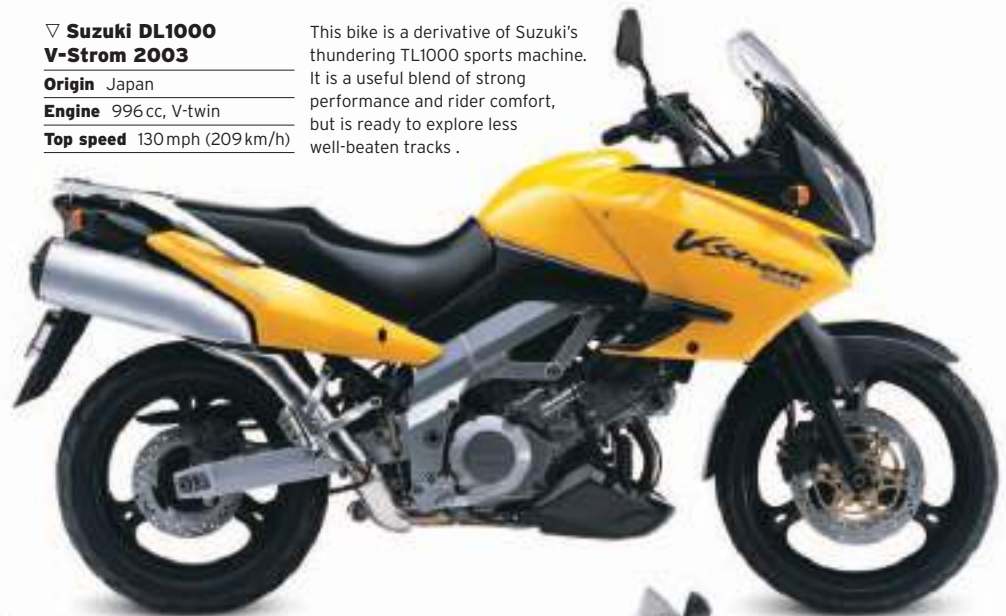 ▽ Suzuki DL1000
V-Strom 2003
Origin Japan
Engine 996 cc, V-twin
Top speed 130 mph (209 km/h)
This bike is a derivative of Suzuki's
thundering TL1000 sports machine.
It is a useful blend of strong
performance and rider comfort,
but is ready to explore less
well-beaten tracks .
V-Strom